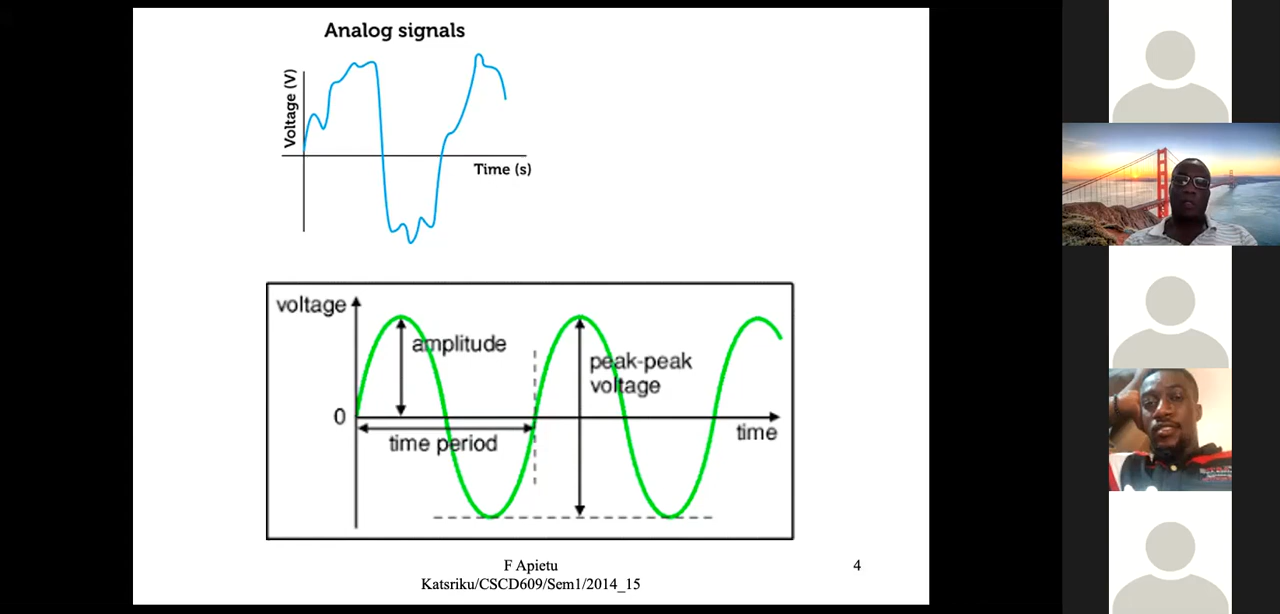 Analog signals
Voltage (V)
Time (s)
voltage
amplitude
peak-peak
voltage
0
time
time period
F Apietu
Katsriku/CSCD609/Sem1/2014_15
4